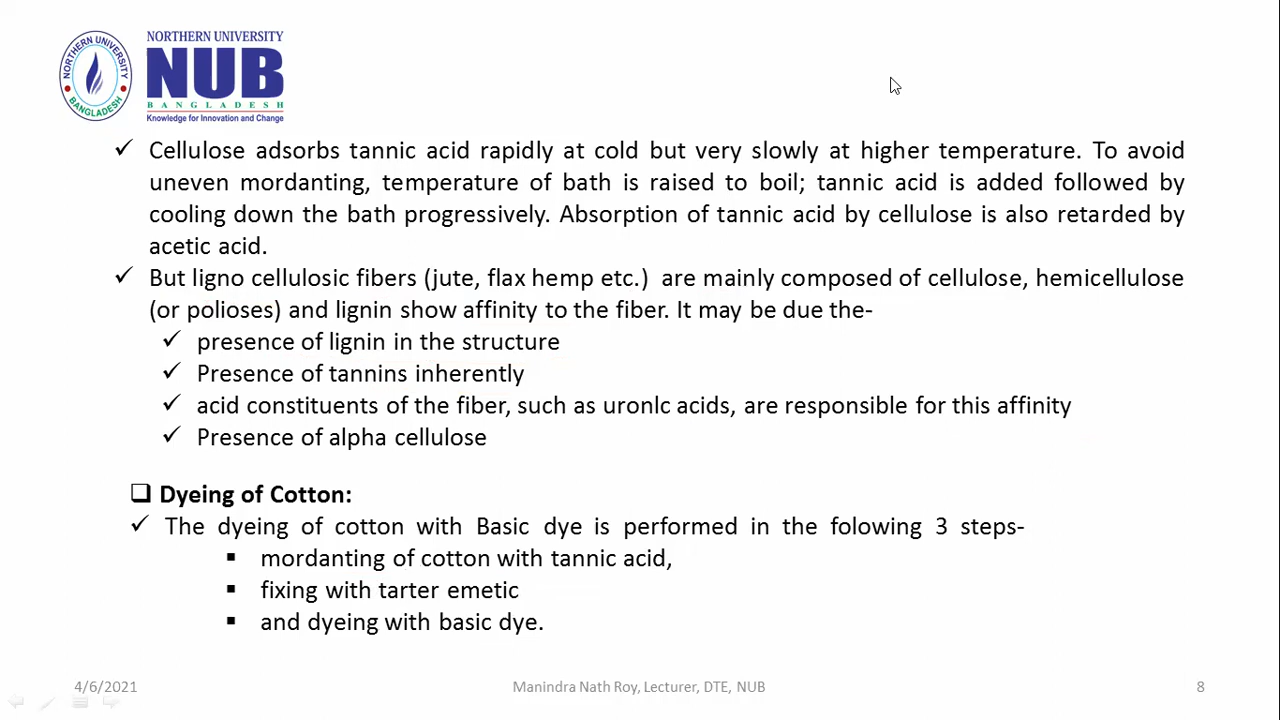 NORTHERN UNIVERSITY
BANGLADESH
NORTHERN UNIVERSITY
NUB
BANGLADESH
Knowledge for Innovation and Change
✓ Cellulose adsorbs tannic acid rapidly at cold but very slowly at higher temperature. To avoid
uneven mordanting, temperature of bath is raised to boil; tannic acid is added followed by
cooling down the bath progressively. Absorption of tannic acid by cellulose is also retarded by
acetic acid.
✓ But ligno cellulosic fibers (jute, flax hemp etc.) are mainly composed of cellulose, hemicellulose
(or polioses) and lignin show affinity to the fiber. It may be due the-
✓ presence of lignin in the structure
✓ Presence of tannins inherently
✓ acid constituents of the fiber, such as uronlc acids, are responsible for this affinity
✓ Presence of alpha cellulose
❑ Dyeing of Cotton:
✓ The dyeing of cotton with Basic dye is performed in the folowing 3 steps-
▪ mordanting of cotton with tannic acid,
▪ fixing with tarter emetic
▪ and dyeing with basic dye.
4/6/2021 Manindra Nath Roy, Lecturer, DTE, NUB 8